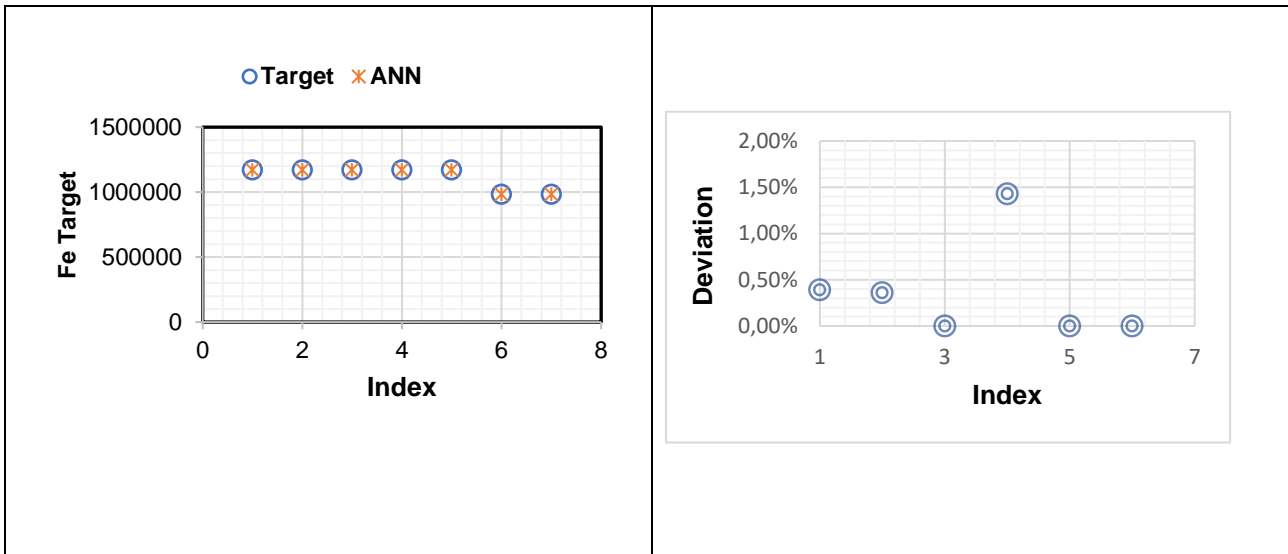 Target ANN
1500000
1000000
500000
0
Fe Target
0 2 4 6 8
Index
2,00%
1,50%
1,00%
0,50%
0,00%
Deviation
1 3 5 7
Index